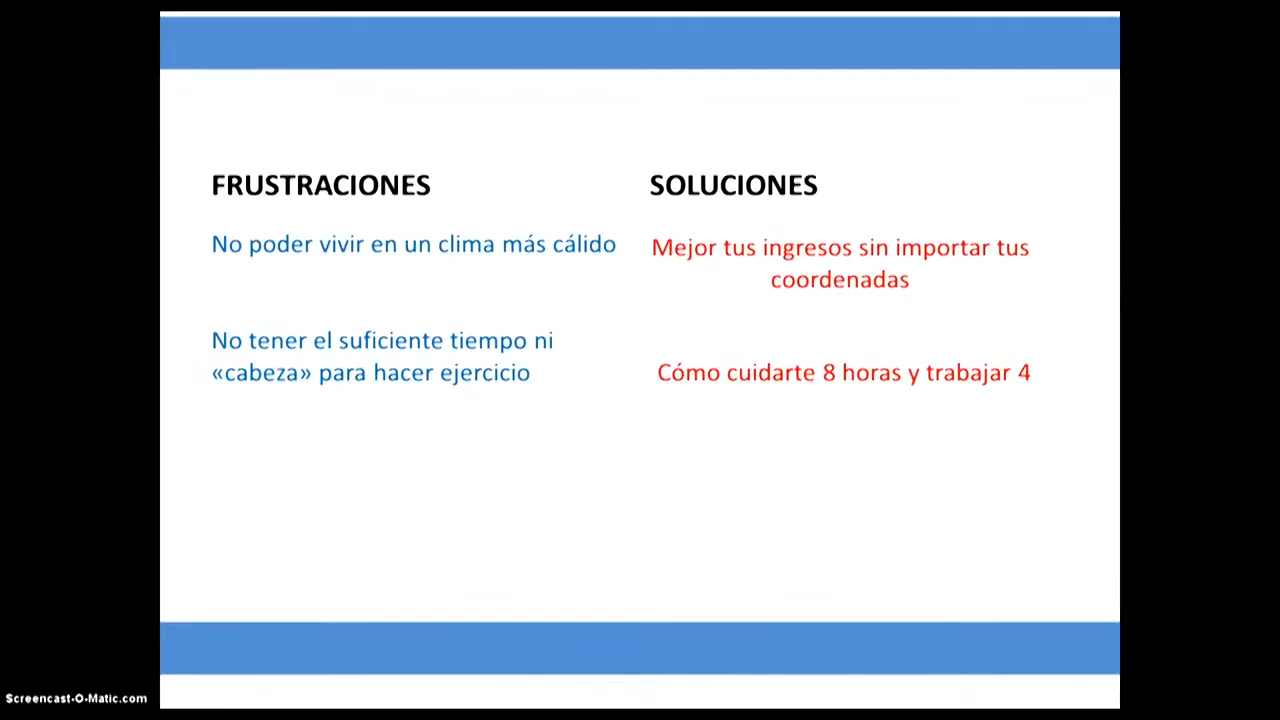 FRUSTRACIONES
SOLUCIONES
No poder vivir en un clima más cálido
Mejor tus ingresos sin importar tus
coordenadas
No tener el suficiente tiempo ni
«cabeza» para hacer ejercicio
Cómo cuidarte 8 horas y trabajar 4
Screencast-O-Matic.com